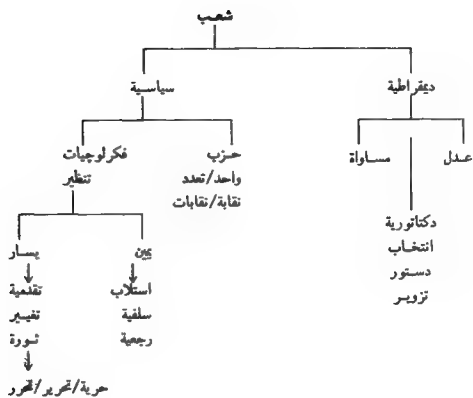 شعب
ديمقراطية
سياسية
عدل
مساواة
حزب
واحد/تعدد
نقابة/نقابات
فكرلوجيات
تنظير
دكتاتورية
انتخاب
دستور
تزوير
يمين
استلاب
سلفية
رجعية
يسار
تقدمية
تغيير
ثورة
حرية/تحرير/تحرر